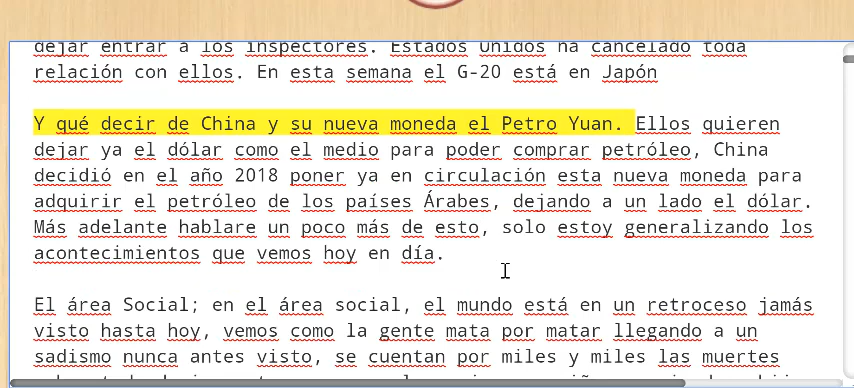 dejar entrar a los inspectores. Estados Unidos ha cancelado toda
relación con ellos. En esta semana el G-20 está en Japón
Y qué decir de China y su nueva moneda el Petro Yuan. Ellos quieren
dejar ya el dólar como el medio para poder comprar petróleo, China
decidió en el año 2018 poner ya en circulación esta nueva moneda para
adquirir el petróleo de los países Árabes, dejando a un lado el dólar.
Más adelante hablare un poco más de esto, solo estoy generalizando los
acontecimientos que vemos hoy en día.
El área Social; en el área social, el mundo está en un retroceso jamás
visto hasta hoy, vemos como la gente mata por matar llegando a un
sadismo nunca antes visto, se cuentan por miles y miles las muertes